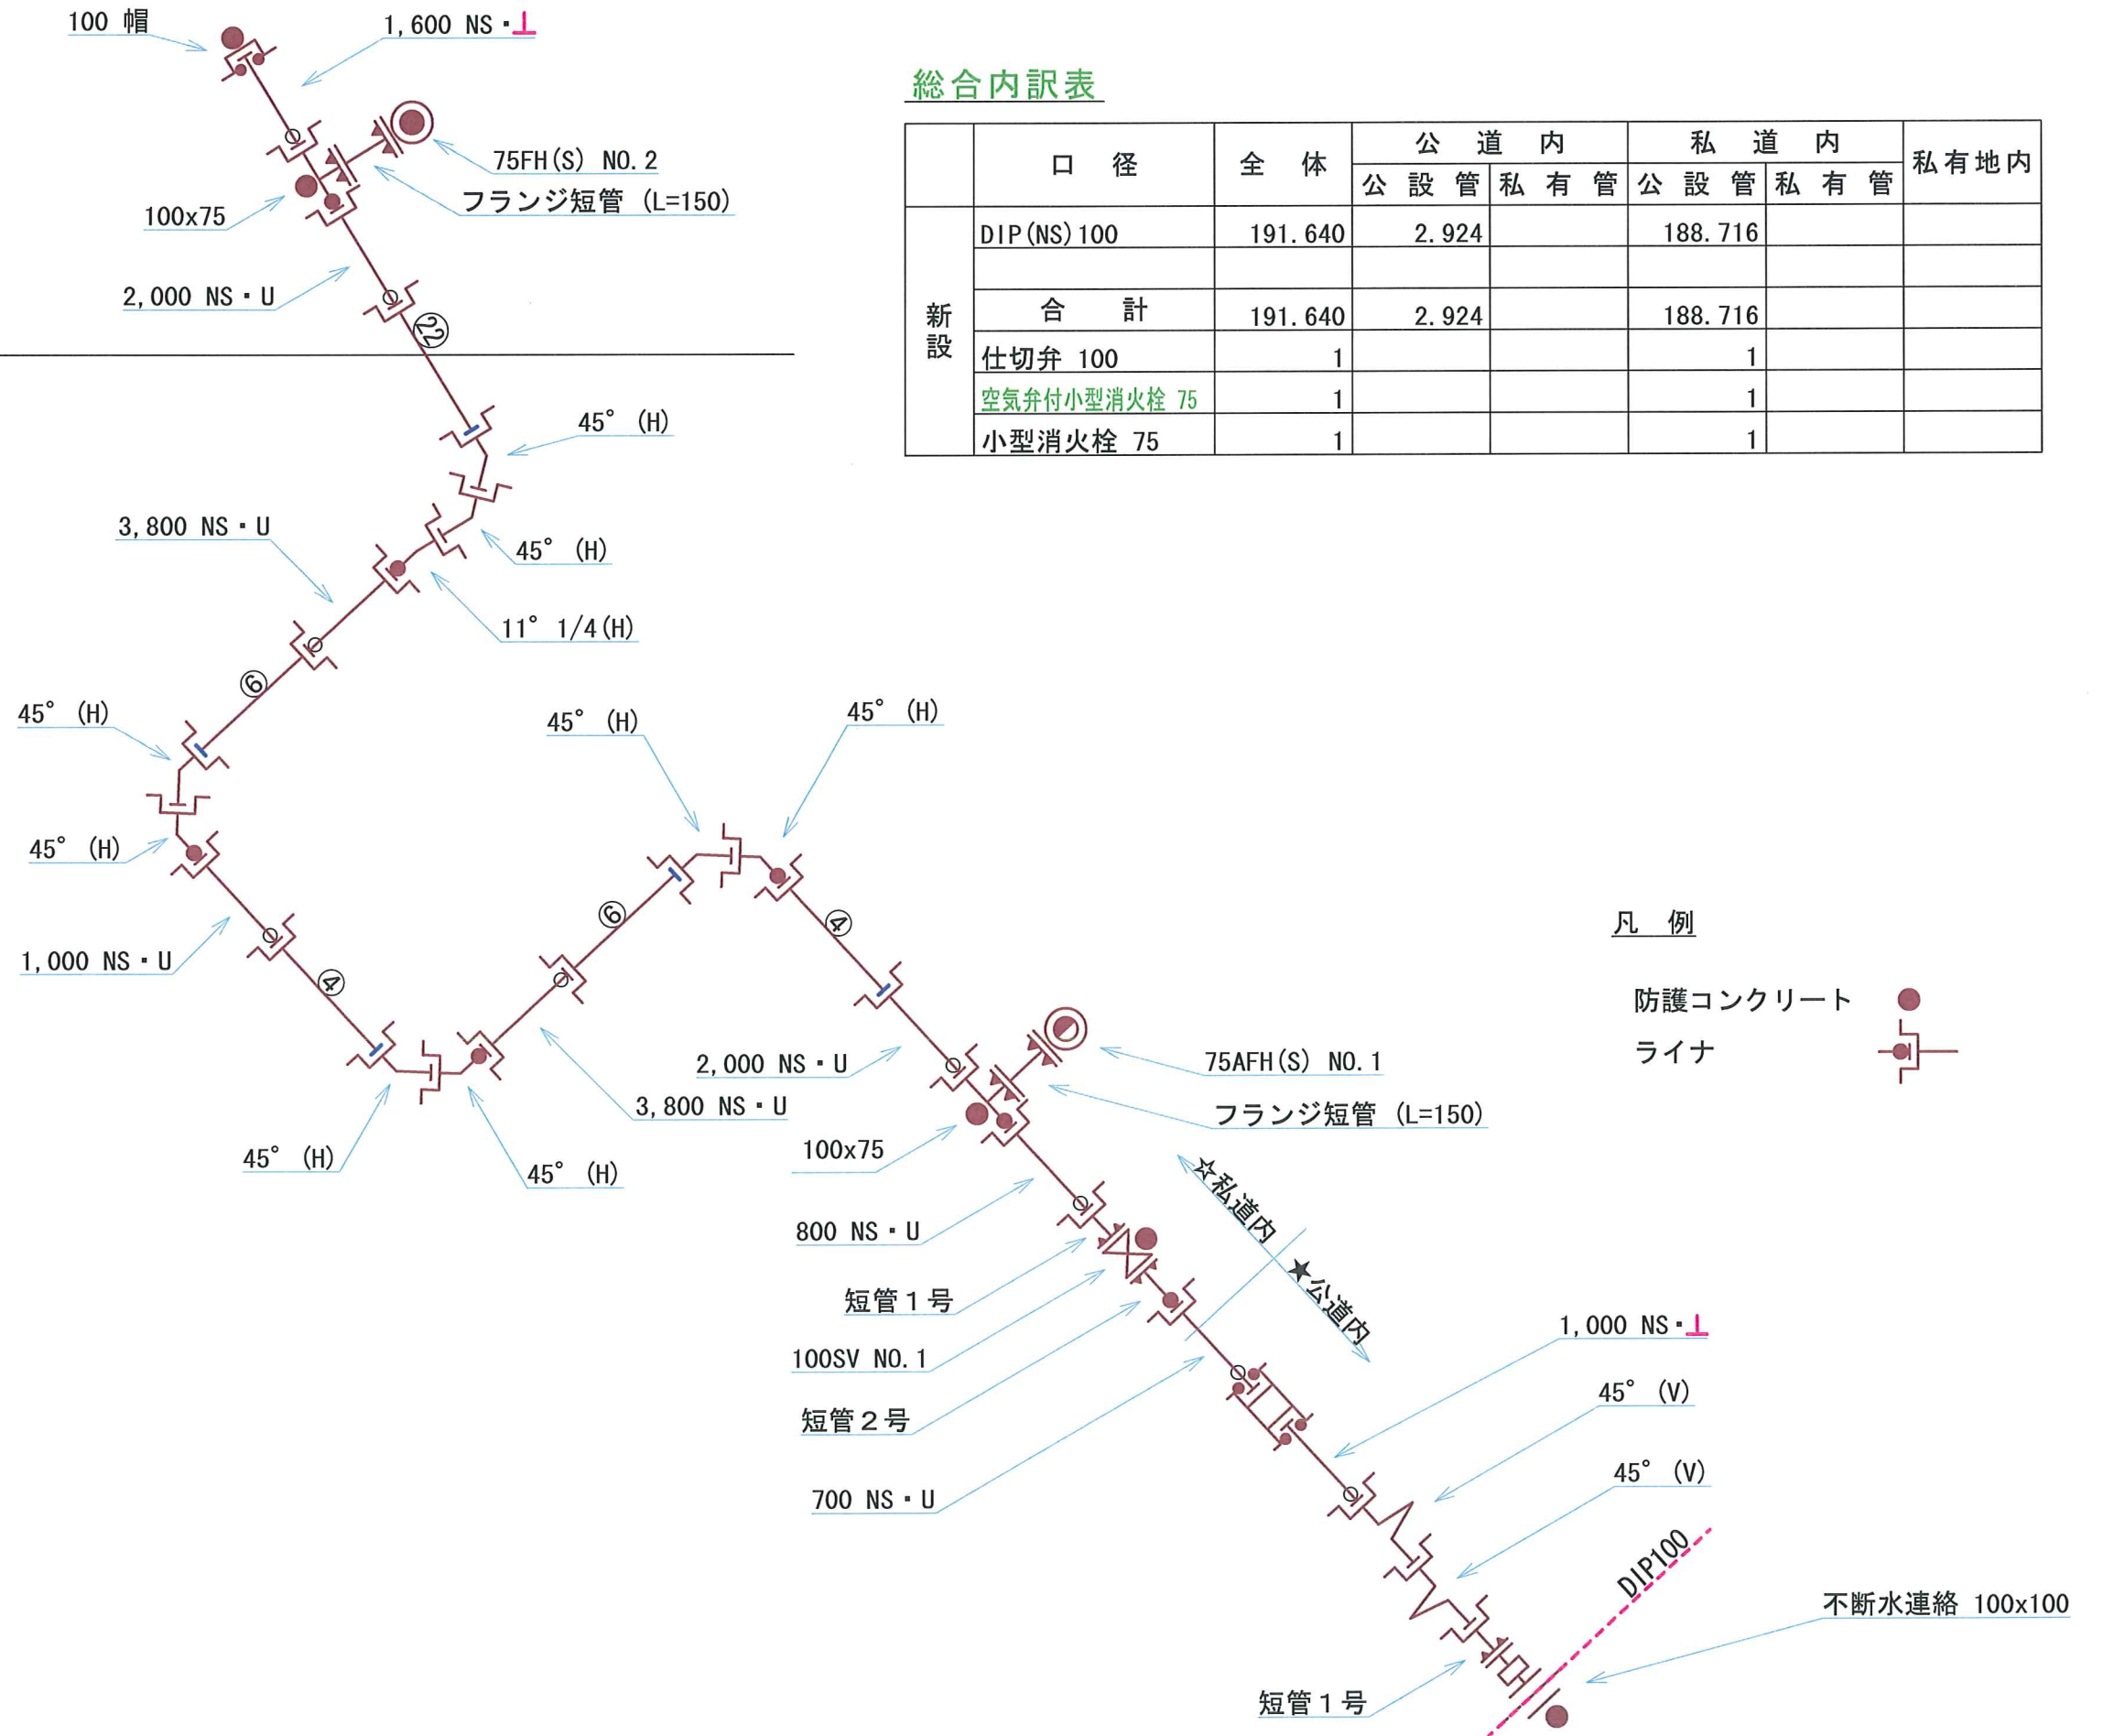 100 帽
1,600 NS・⊥
75FH(S) NO.2
フランジ短管 (L=150)
100x75
2,000 NS・U
㉒
45° (H)
3,800 NS・U
45° (H)
11° 1/4(H)
⑥
45° (H)
45° (H)
1,000 NS・U
④
45° (H)
45° (H)
3,800 NS・U
⑥
45° (H)
45° (H)
④
2,000 NS・U
75AFH(S) NO.1
フランジ短管 (L=150)
100x75
800 NS・U
短管1号
100SV NO.1
短管2号
700 NS・U
☆私道内
★公道内
1,000 NS・⊥
45° (V)
45° (V)
DIP100
不断水連絡 100x100
短管1号
総合内訳表
口 径 全 体 公 道 内 私 道 内 私有地内
公 設 管 私 有 管 公 設 管 私 有 管
新設
DIP(NS)100 191.640 2.924 188.716
合 計 191.640 2.924 188.716
仕切弁 100 1 1
空気弁付小型消火栓 75 1 1
小型消火栓 75 1 1
凡 例
防護コンクリート
ライナ